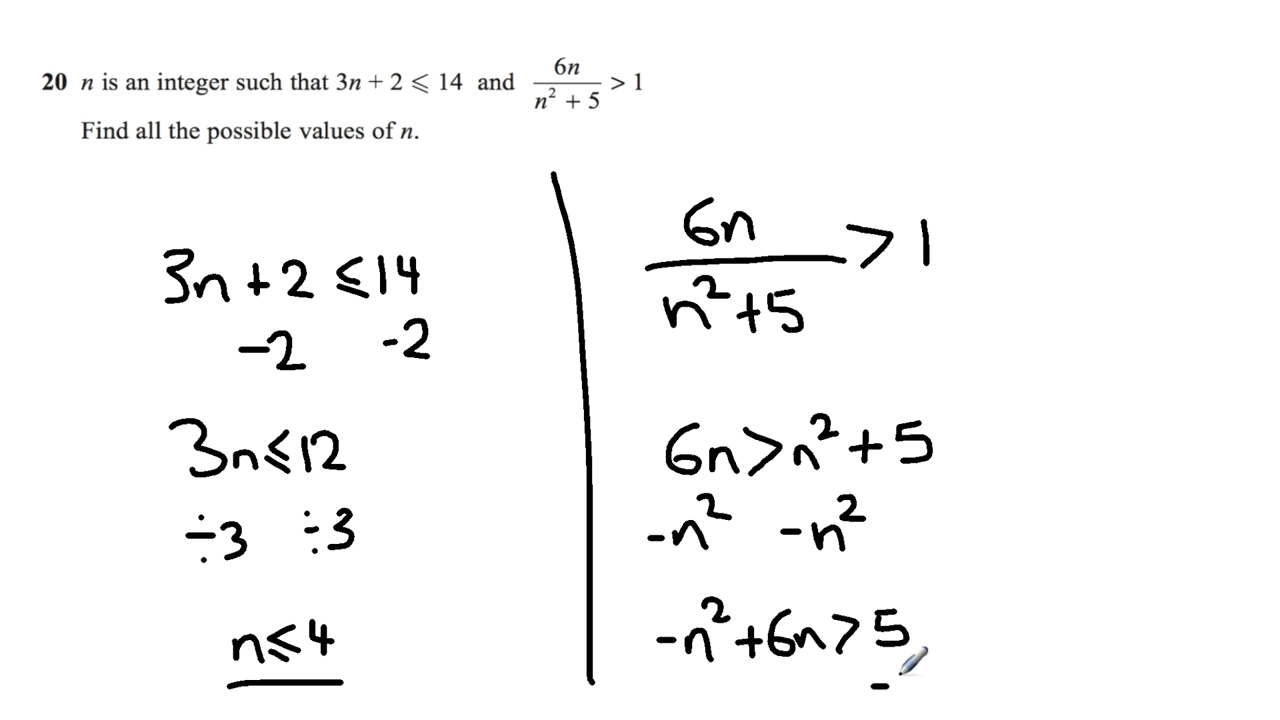 20 n is an integer such that 3n + 2 ⩽ 14 and 6n / (n² + 5) > 1
Find all the possible values of n.
3n + 2 ⩽ 14
-2 -2
3n ⩽ 12
÷3 ÷3
n ⩽ 4
6n / (n² + 5) > 1
6n > n² + 5
-n² -n²
-n² + 6n > 5
-